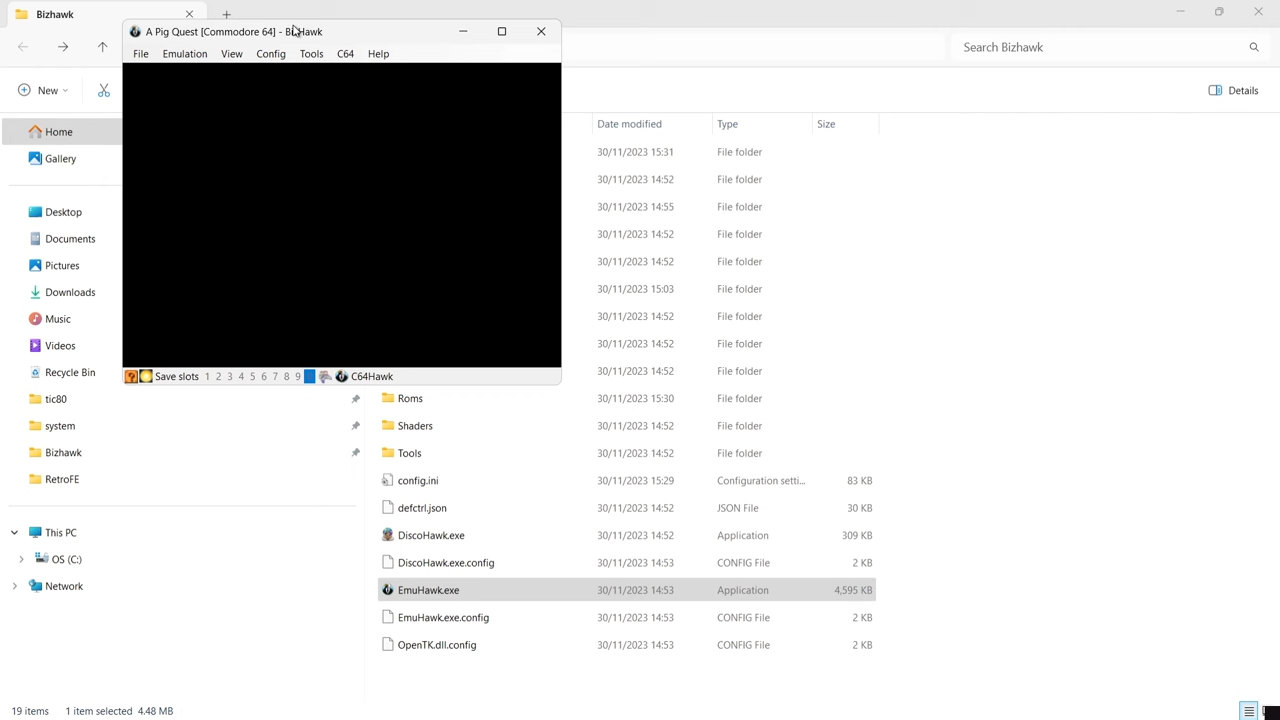 Bizhawk
A Pig Quest [Commodore 64] - BizHawk
File Emulation View Config Tools C64 Help
Search Bizhawk
New
Details
Date modified Type Size
Home
Gallery
Desktop
Documents
Pictures
Downloads
Music
Videos
Recycle Bin
tic80
system
Bizhawk
RetroFE
This PC
OS (C:)
Network
30/11/2023 15:31 File folder
30/11/2023 14:52 File folder
30/11/2023 14:55 File folder
30/11/2023 14:52 File folder
30/11/2023 14:52 File folder
30/11/2023 15:03 File folder
30/11/2023 14:52 File folder
30/11/2023 14:52 File folder
30/11/2023 14:52 File folder
Save slots 1 2 3 4 5 6 7 8 9 C64Hawk
Roms 30/11/2023 15:30 File folder
Shaders 30/11/2023 14:52 File folder
Tools 30/11/2023 14:52 File folder
config.ini 30/11/2023 15:29 Configuration setti... 83 KB
defctrl.json 30/11/2023 14:52 JSON File 30 KB
DiscoHawk.exe 30/11/2023 14:52 Application 309 KB
DiscoHawk.exe.config 30/11/2023 14:53 CONFIG File 2 KB
EmuHawk.exe 30/11/2023 14:53 Application 4,595 KB
EmuHawk.exe.config 30/11/2023 14:53 CONFIG File 2 KB
OpenTK.dll.config 30/11/2023 14:53 CONFIG File 2 KB
19 items 1 item selected 4.48 MB